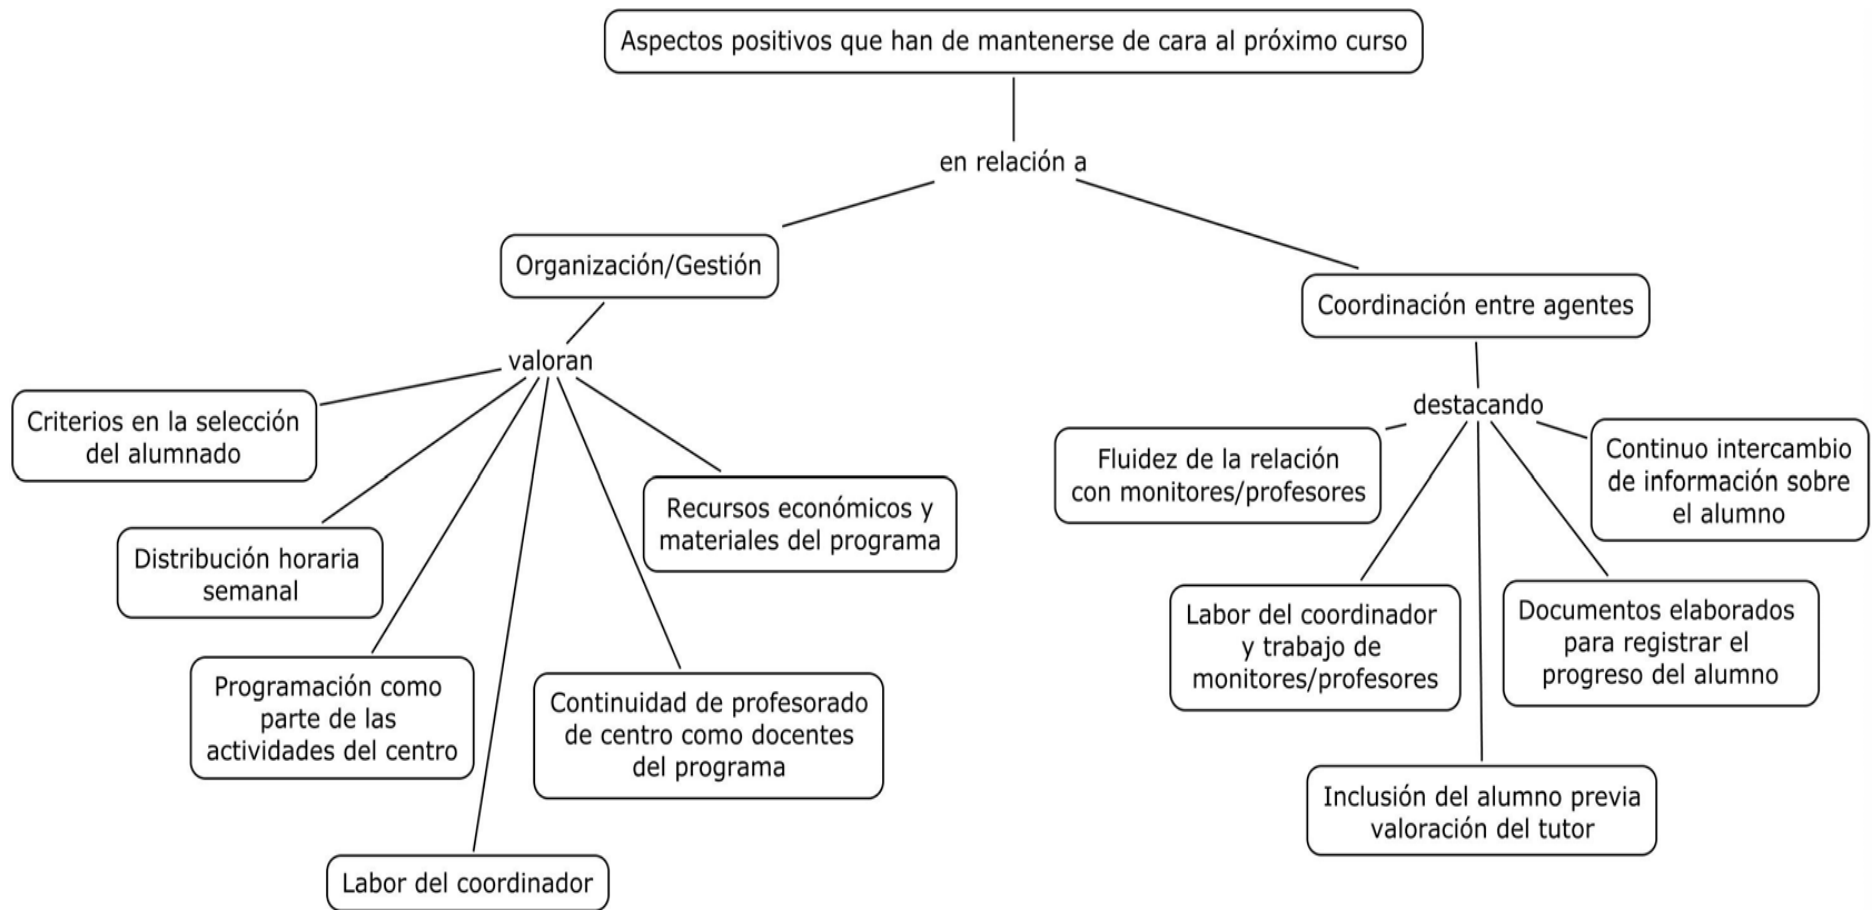 Aspectos positivos que han de mantenerse de cara al próximo curso
en relación a
Organización/Gestión
valoran
Criterios en la selección
del alumnado
Distribución horaria
semanal
Programación como
parte de las
actividades del centro
Labor del coordinador
Continuidad de profesorado
de centro como docentes
del programa
Recursos económicos y
materiales del programa
Coordinación entre agentes
destacando
Fluidez de la relación
con monitores/profesores
Labor del coordinador
y trabajo de
monitores/profesores
Inclusión del alumno previa
valoración del tutor
Documentos elaborados
para registrar el
progreso del alumno
Continuo intercambio
de información sobre
el alumno